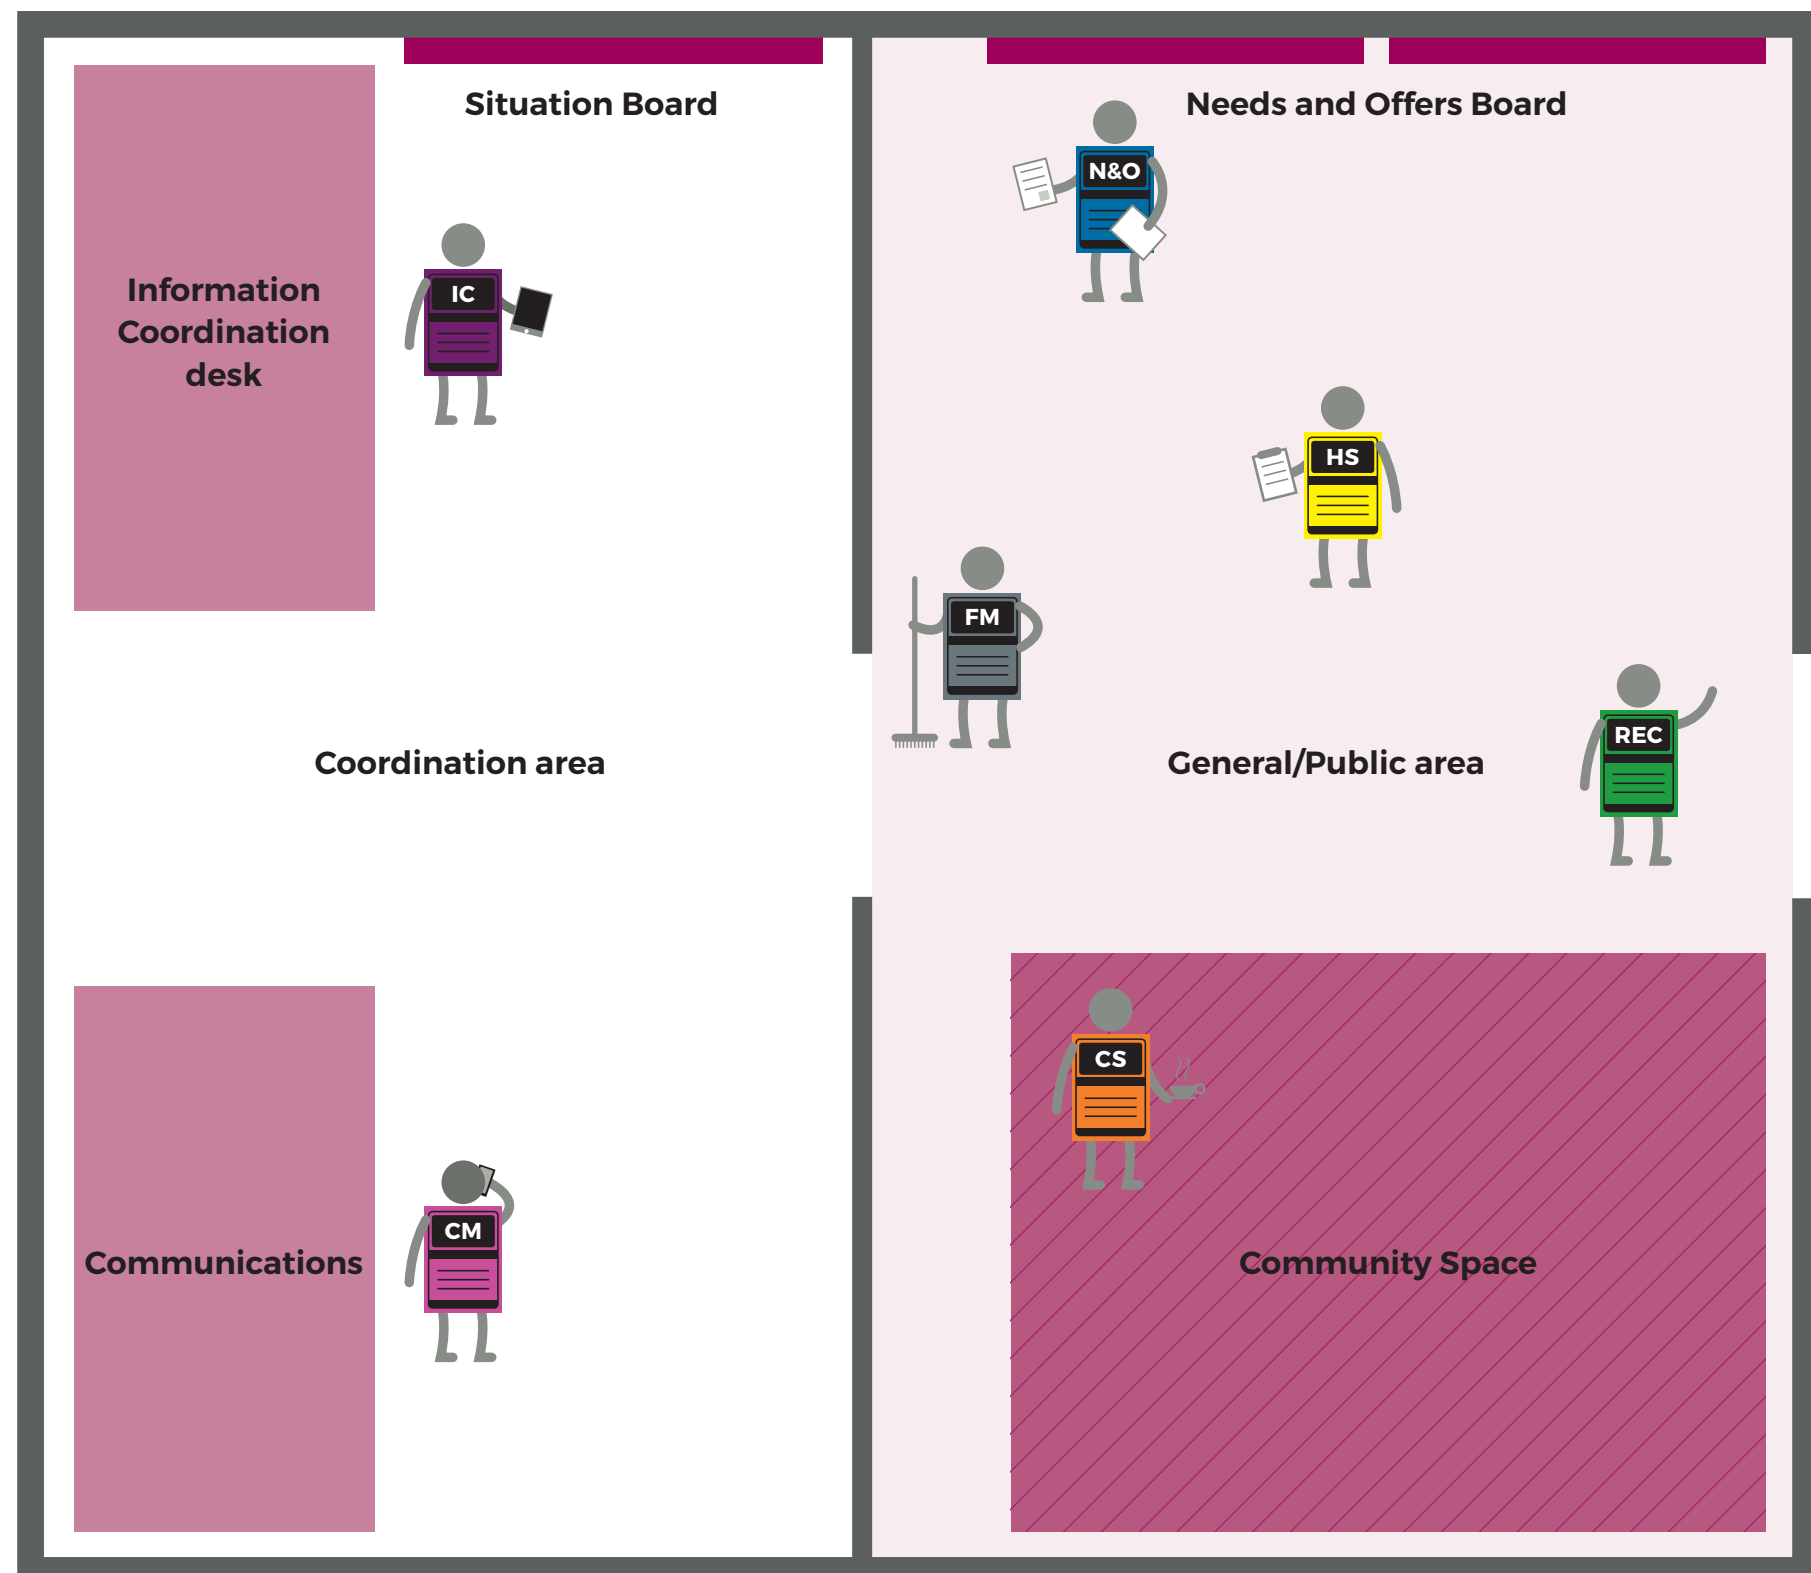 Situation Board
Needs and Offers Board
N&O
Information
Coordination
desk
IC
HS
FM
REC
Coordination area
General/Public area
CS
CM
Communications
Community Space